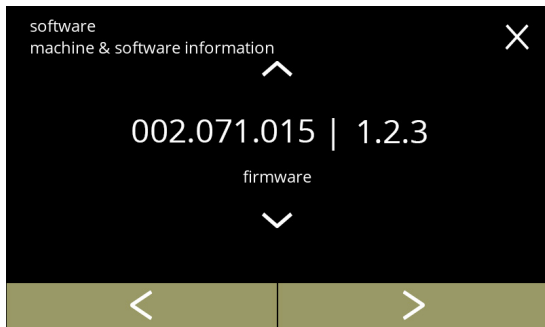 software
machine & software information
002.071.015 | 1.2.3
firmware